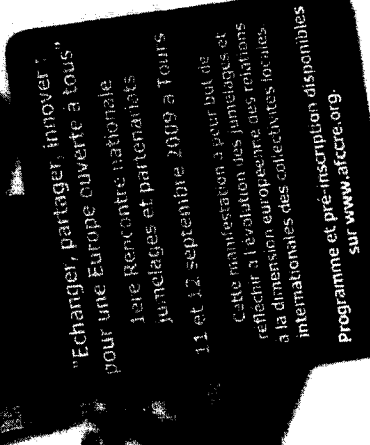 "Echanger, partager, innover :
pour une Europe ouverte à tous"
1ère Rencontre nationale
jumelages et partenariats
11 et 12 septembre 2009 à Tours
Cette manifestation a pour but de
réfléchir à l'évolution des jumelages et
à la dimension européenne des relations
internationales des collectivités locales.
Programme et pré-inscription disponibles
sur www.afccre.org.